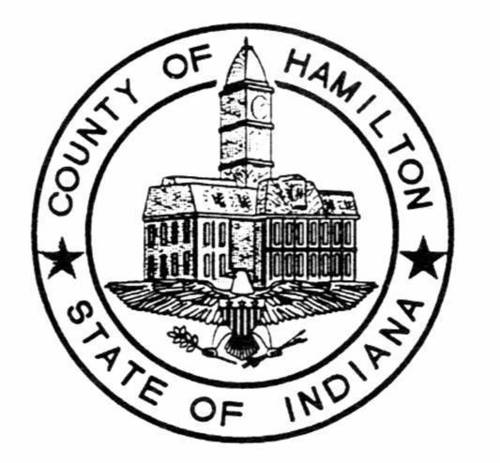 COUNTY OF HAMILTON
STATE OF INDIANA